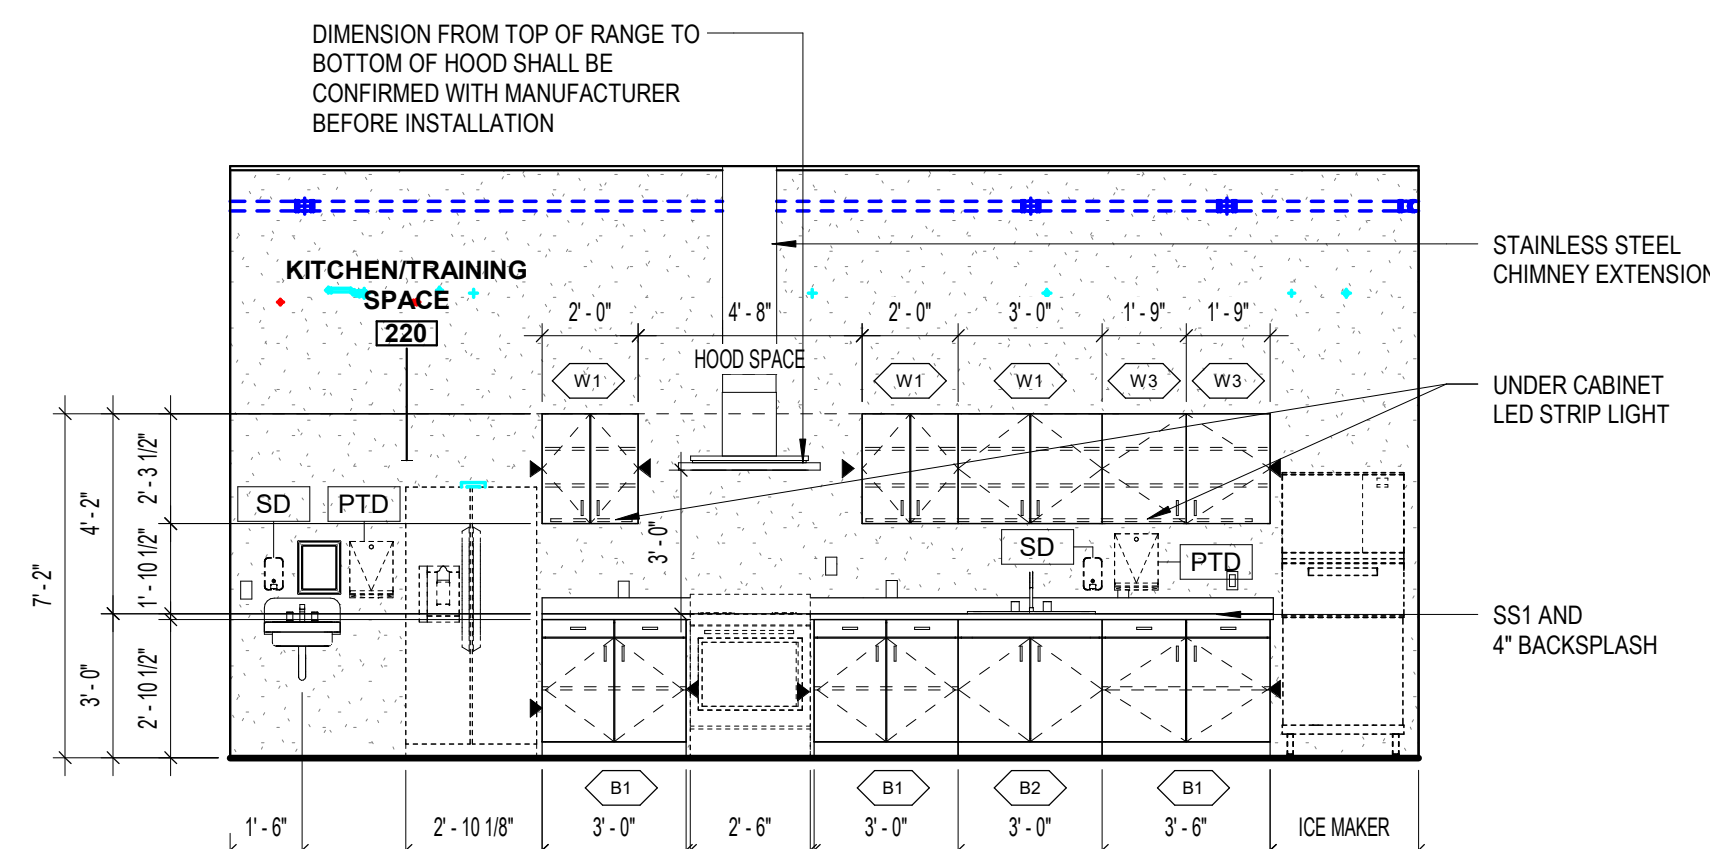 DIMENSION FROM TOP OF RANGE TO
BOTTOM OF HOOD SHALL BE
CONFIRMED WITH MANUFACTURER
BEFORE INSTALLATION
STAINLESS STEEL
CHIMNEY EXTENSION
KITCHEN/TRAINING
SPACE
220
2' - 0"
4' - 8"
2' - 0"
3' - 0"
1' - 9"
1' - 9"
HOOD SPACE
W1
W1
W1
W3
W3
UNDER CABINET
LED STRIP LIGHT
7' - 2"
4' - 2"
3' - 0"
2' - 3 1/2"
1' - 10 1/2"
2' - 10 1/2"
SD
PTD
3' - 0"
SD
PTD
SS1 AND
4" BACKSPLASH
B1
B1
B2
B1
1' - 6"
2' - 10 1/8"
3' - 0"
2' - 6"
3' - 0"
3' - 0"
3' - 6"
ICE MAKER